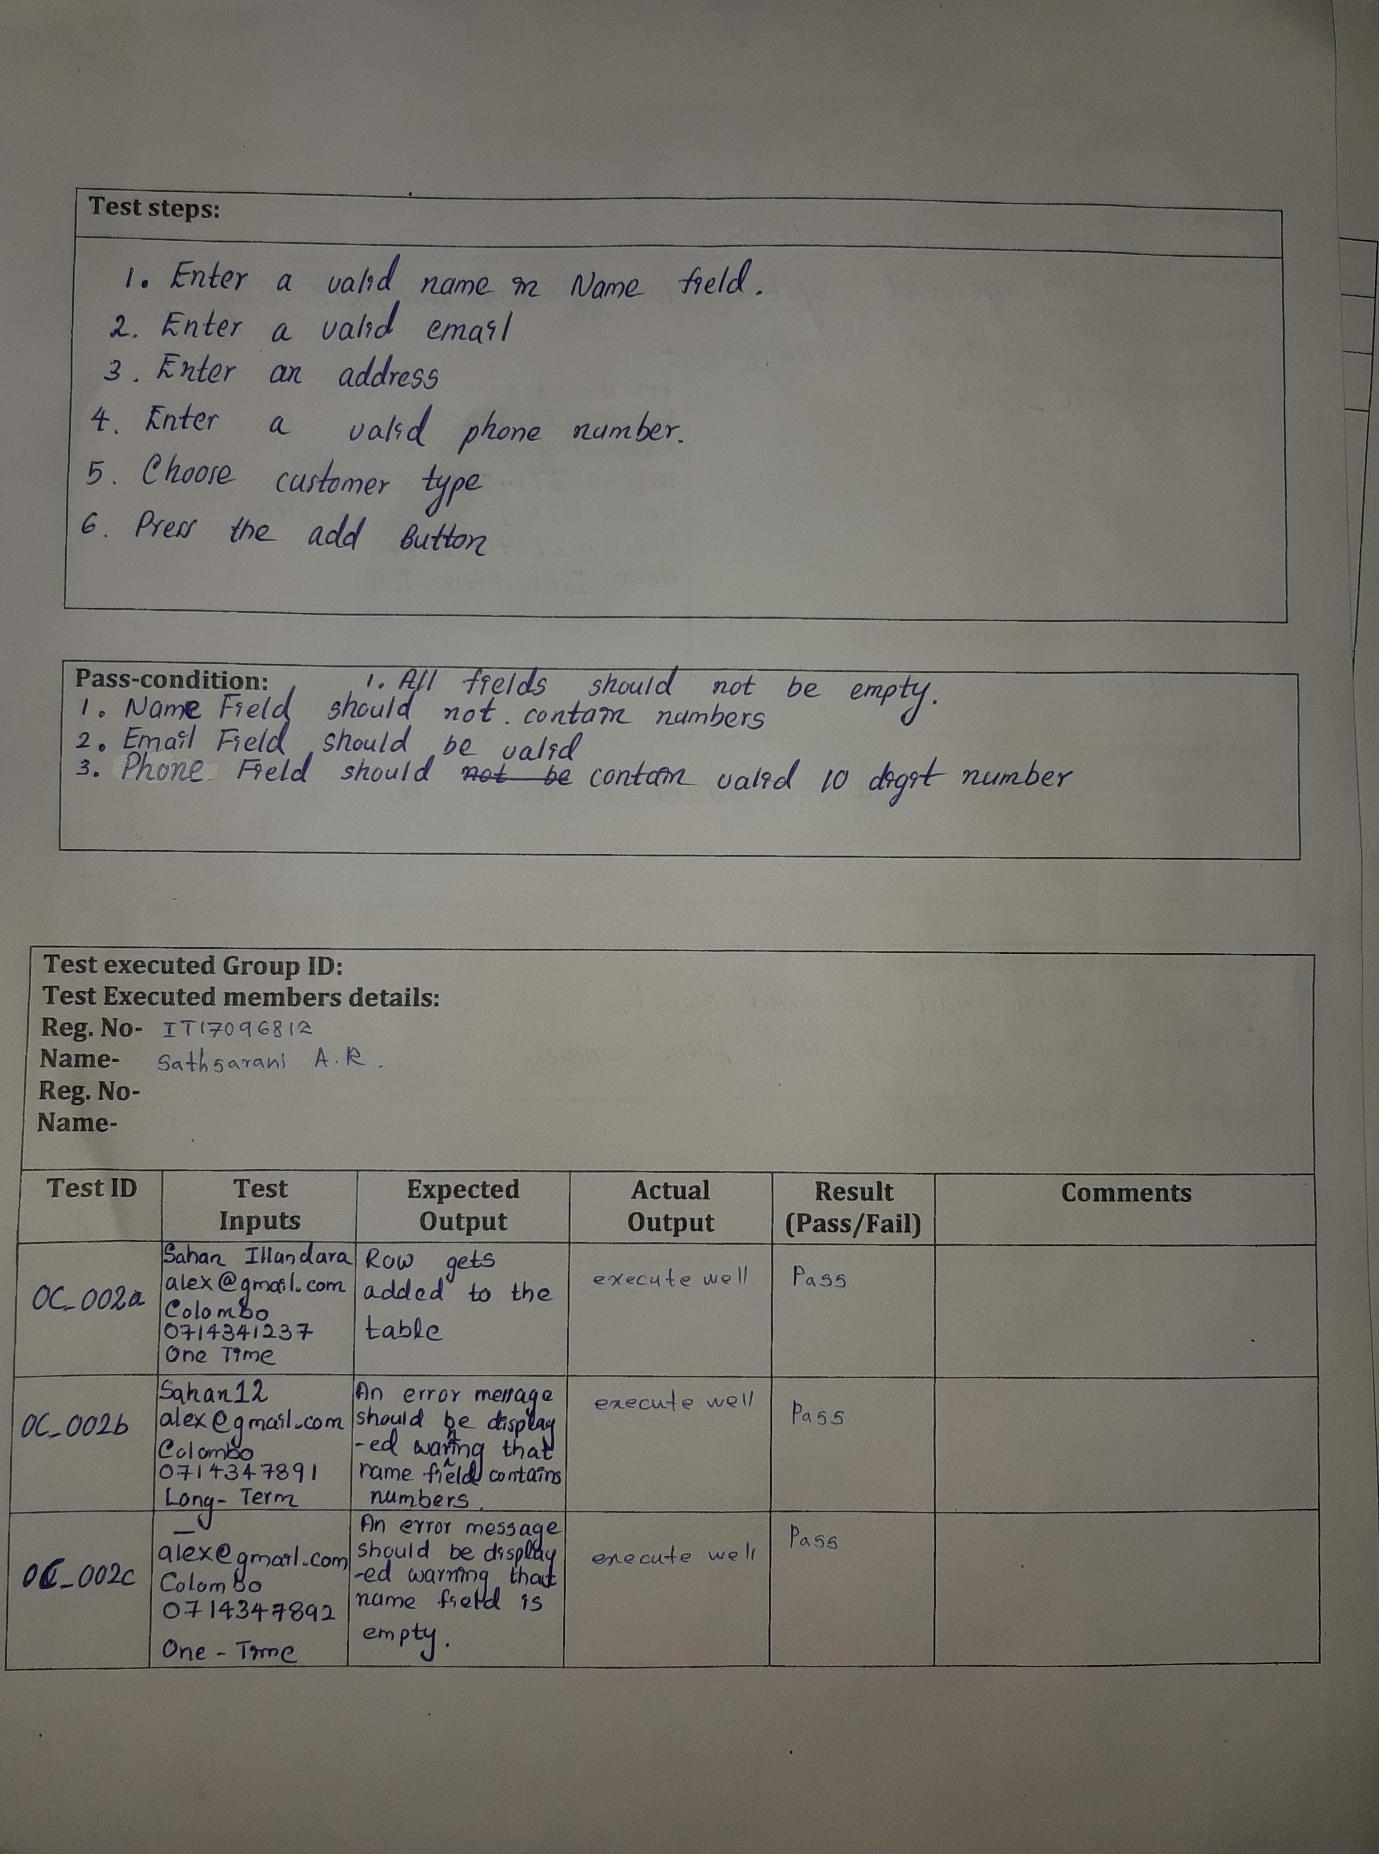 Test steps:
1. Enter a valid name in Name field.
2. Enter a valid email
3. Enter an address
4. Enter a valid phone number.
5. Choose customer type
6. Press the add Button
Pass-condition: 1. All fields should not be empty.
1. Name Field should not. contain numbers
2. Email Field should be valid
3. Phone Field should not be contain valid 10 digit number
Test executed Group ID:
Test Executed members details:
Reg. No- IT17096812
Name- Sathsarani A.R.
Reg. No-
Name-
Test ID
Test
Inputs
Expected
Output
Actual
Output
Result
(Pass/Fail)
Comments
OC_002a
Sahan Illandara
alex@gmail.com
Colombo
0714341237
One Time
Row gets
added to the
table
execute well
Pass
OC_002b
Sahan12
alex@gmail.com
Colombo
0714347891
Long-Term
An error message
should be display
-ed warning that
name field contains
numbers.
execute well
Pass
OC_002c
_
alex@gmail.com
Colombo
0714347892
One-Time
An error message
should be display
-ed warning that
name field is
empty.
execute well
Pass